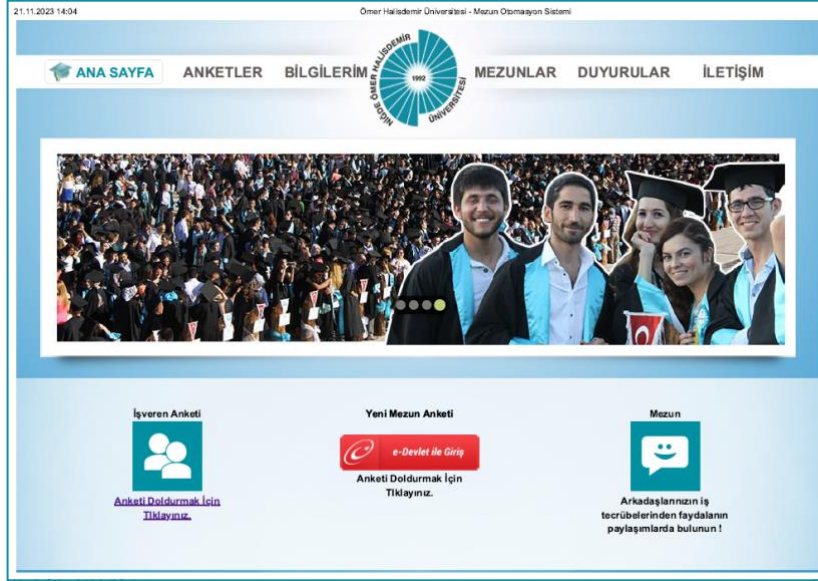 21.11.2023 14:04
Ömer Halisdemir Üniversitesi - Mezun Otomasyon Sistemi
ANA SAYFA
ANKETLER
BİLGİLERİM
NİĞDE ÖMER HALİSDEMİR ÜNİVERSİTESİ
1992
MEZUNLAR
DUYURULAR
İLETİŞİM
İşveren Anketi
Anketi Doldurmak İçin
Tlklayınız.
Yeni Mezun Anketi
e-Devlet ile Giriş
Anketi Doldurmak İçin
Tlklayınız.
Mezun
Arkadaşlarınızın iş
tecrübelerinden faydalanın
paylaşımlarda bulunun !